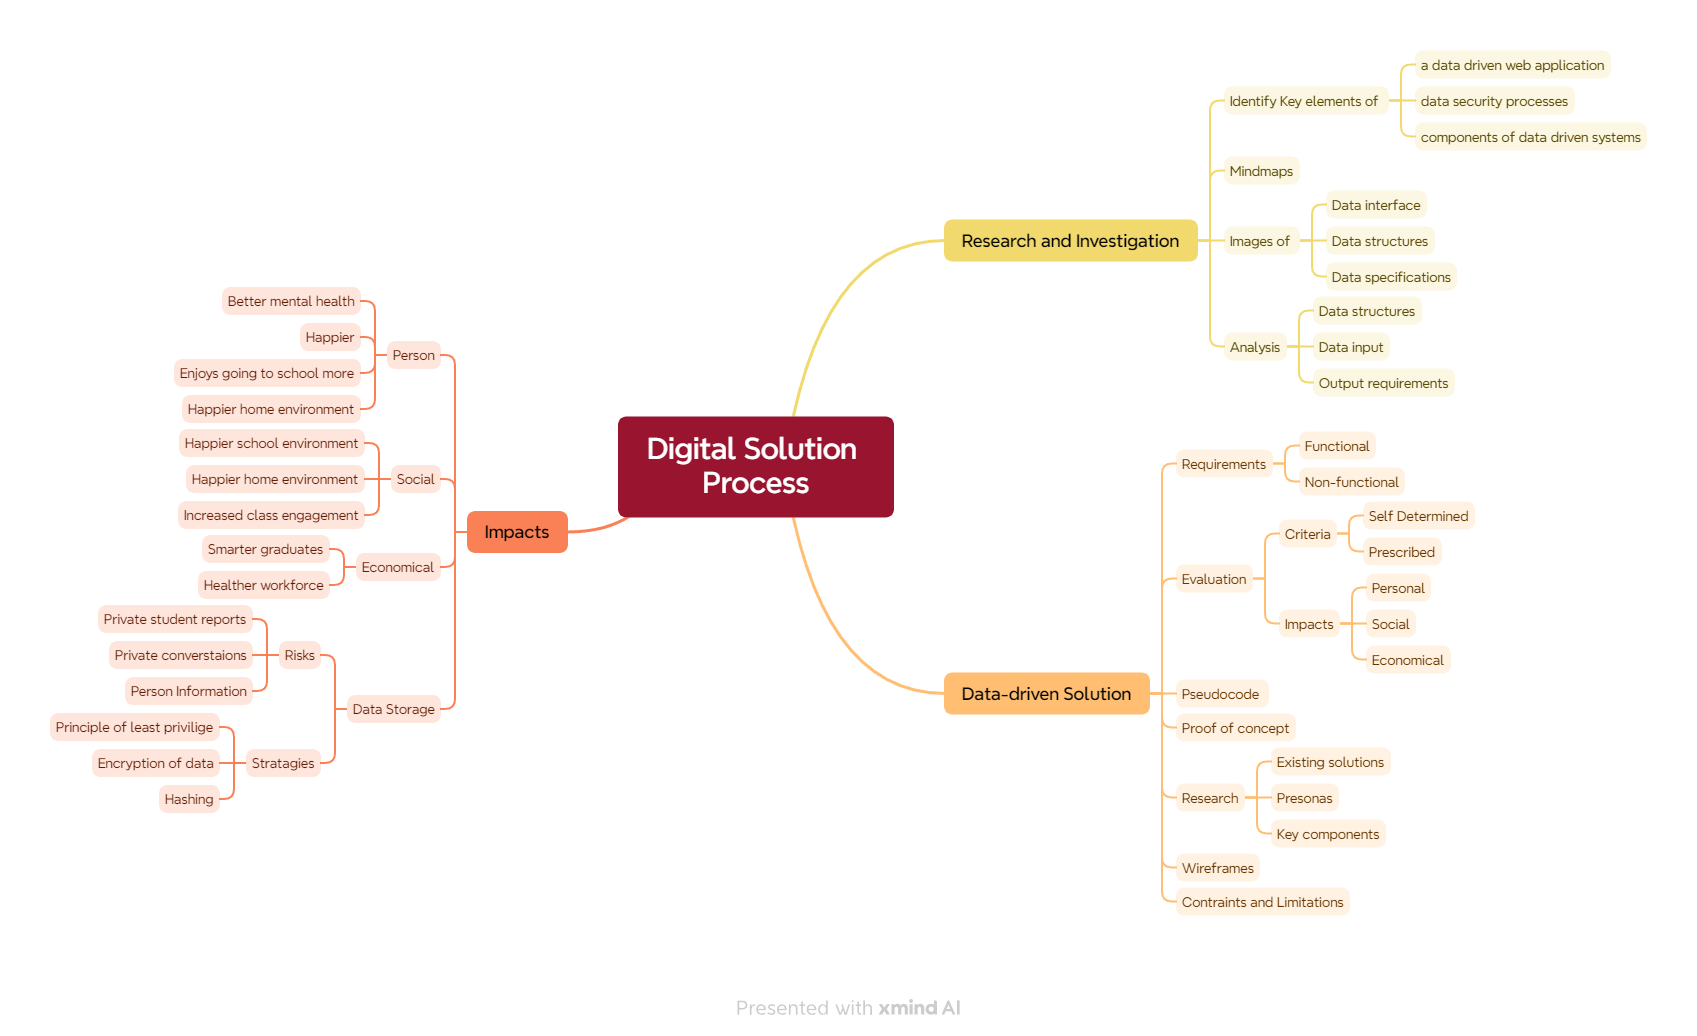 Digital Solution
Process
Research and Investigation
Identify Key elements of
a data driven web application
data security processes
components of data driven systems
Mindmaps
Images of
Data interface
Data structures
Data specifications
Analysis
Data structures
Data input
Output requirements
Data-driven Solution
Requirements
Functional
Non-functional
Evaluation
Criteria
Self Determined
Prescribed
Impacts
Personal
Social
Economical
Pseudocode
Proof of concept
Research
Existing solutions
Presonas
Key components
Wireframes
Contraints and Limitations
Impacts
Person
Better mental health
Happier
Enjoys going to school more
Happier home environment
Social
Happier school environment
Happier home environment
Increased class engagement
Economical
Smarter graduates
Healther workforce
Data Storage
Risks
Private student reports
Private converstaions
Person Information
Stratagies
Principle of least privilige
Encryption of data
Hashing
Presented with xmind AI